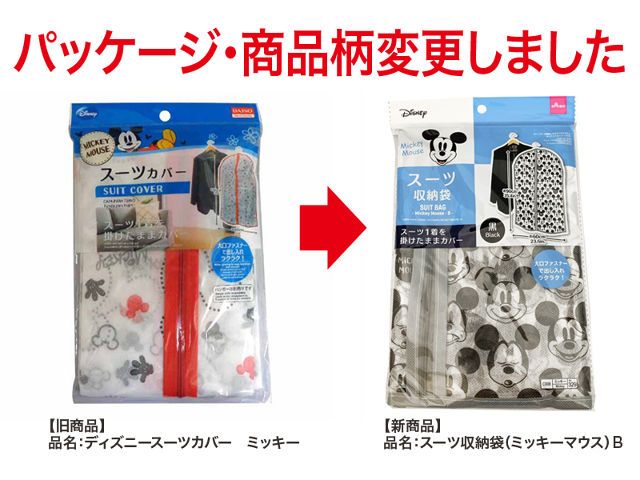 パッケージ・商品柄変更しました
Disney
DAISO
MICKEY
MOUSE
スーツカバー
SUIT COVER
スーツ1着を
掛けたままカバー
大口ファスナー
で出し入れ
ラクラク！
Disney
Mickey
Mouse
スーツ
収納袋
SUIT BAG
Mickey Mouse・B
スーツ1着を
掛けたままカバー
黒
Black
大口ファスナー
で出し入れ
ラクラク！
【旧商品】
品名：ディズニースーツカバー　ミッキー
【新商品】
品名：スーツ収納袋（ミッキーマウス）B